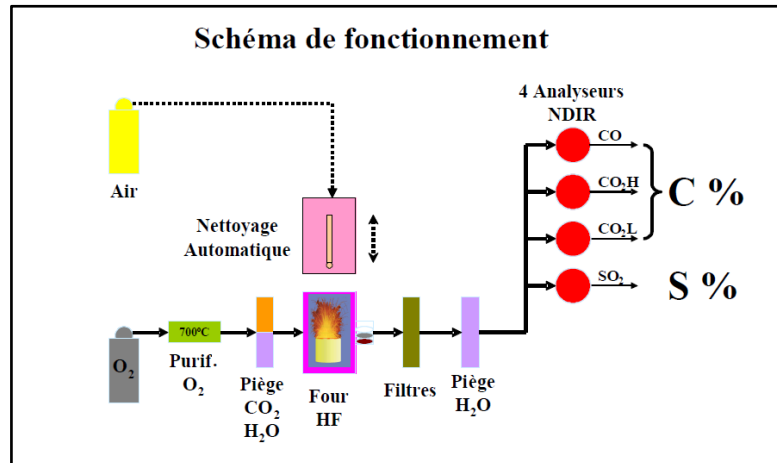 Schéma de fonctionnement
4 Analyseurs
NDIR
CO
CO₂H
C %
CO₂L
SO₂
S %
Air
Nettoyage
Automatique
O₂
700°C
Purif.
O₂
Piège
CO₂
H₂O
Four
HF
Filtres
Piège
H₂O